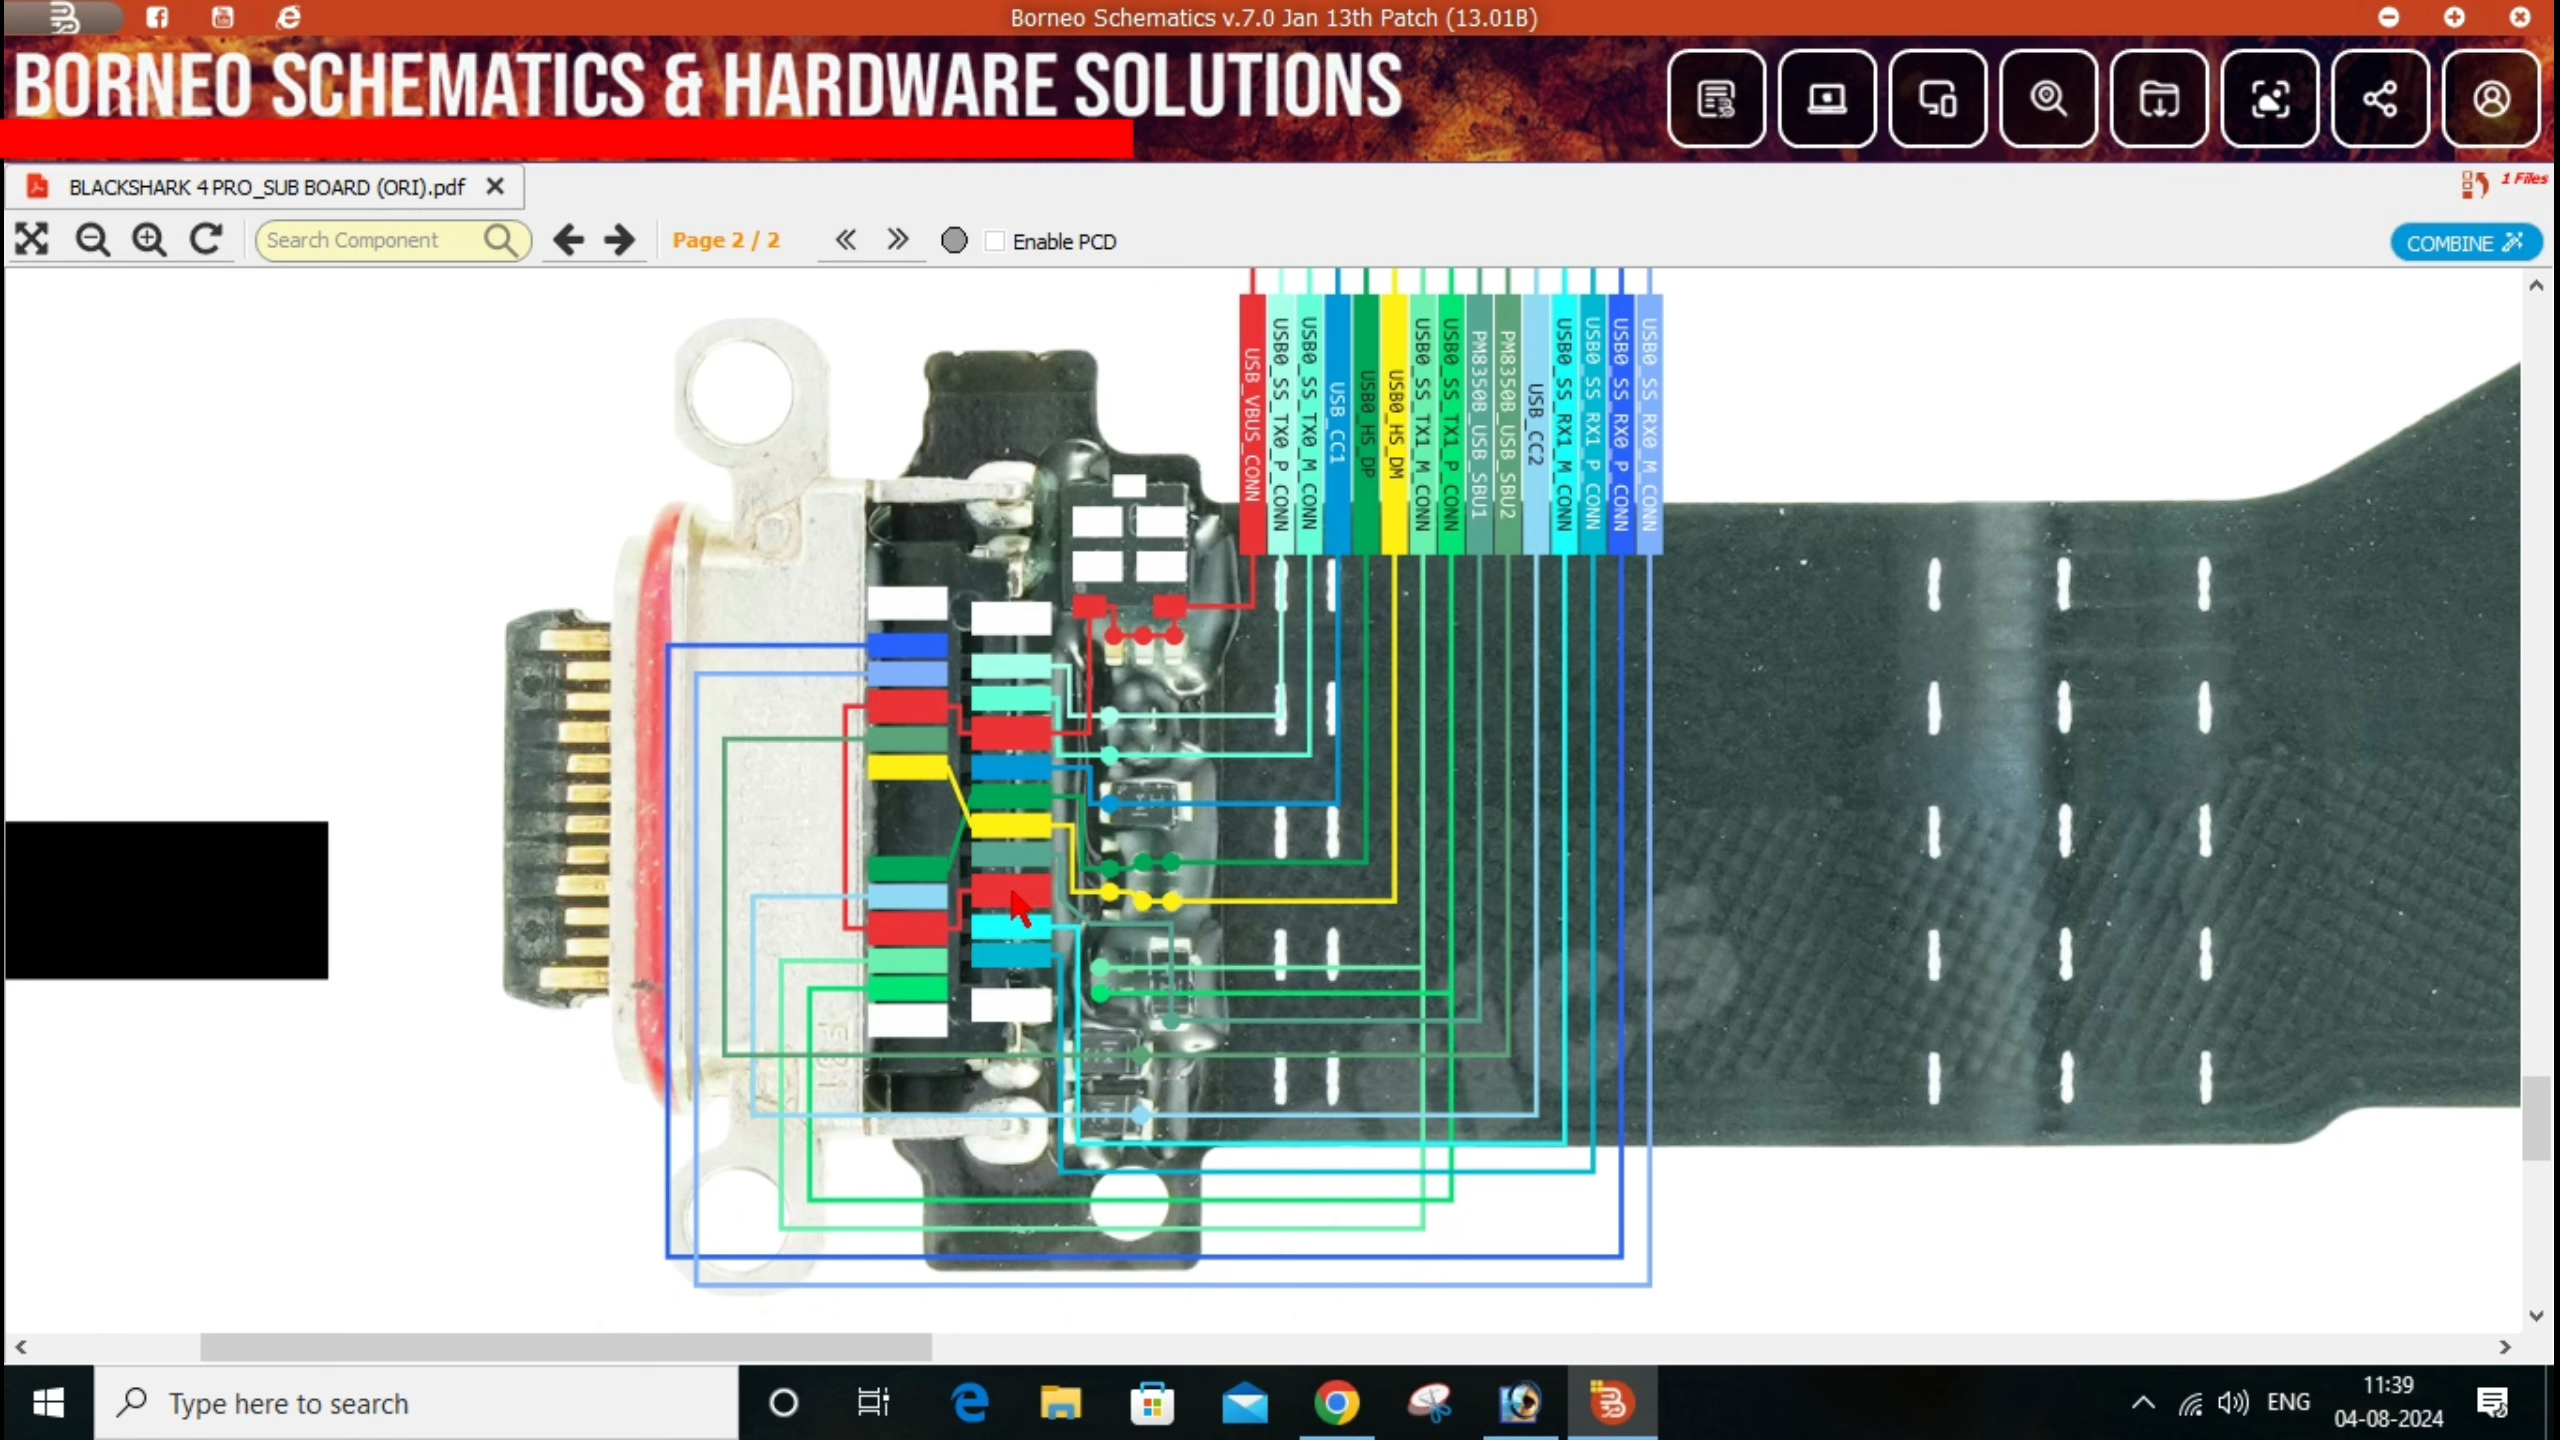 Borneo Schematics v.7.0 Jan 13th Patch (13.01B)
BORNEO SCHEMATICS & HARDWARE SOLUTIONS
BLACKSHARK 4 PRO_SUB BOARD (ORI).pdf
1 Files
Search Component
Page 2 / 2
Enable PCD
COMBINE
USB_VBUS_CONN
USB0_SS_TX0_P_CONN
USB0_SS_TX0_M_CONN
USB_CC1
USB0_HS_DP
USB0_HS_DM
USB0_SS_TX1_M_CONN
USB0_SS_TX1_P_CONN
PM8350B_USB_SBU1
PM8350B_USB_SBU2
USB_CC2
USB0_SS_RX1_M_CONN
USB0_SS_RX1_P_CONN
USB0_SS_RX0_P_CONN
USB0_SS_RX0_M_CONN
Type here to search
ENG
11:39
04-08-2024